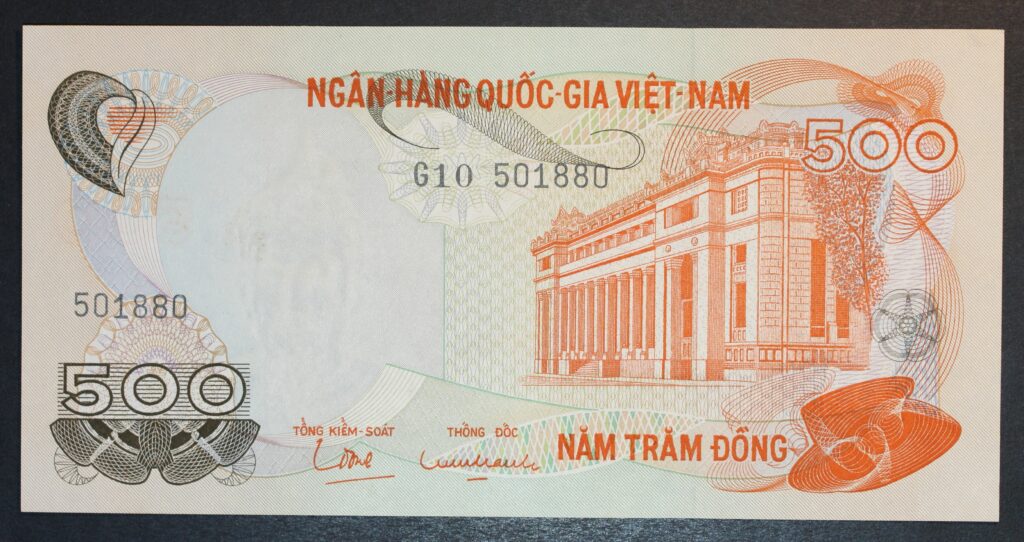 NGÂN-HÀNG QUỐC-GIA VIỆT-NAM
500
G10 501880
501880
500
TỔNG KIỂM-SOÁT
THỐNG ĐỐC
NĂM TRĂM ĐỒNG